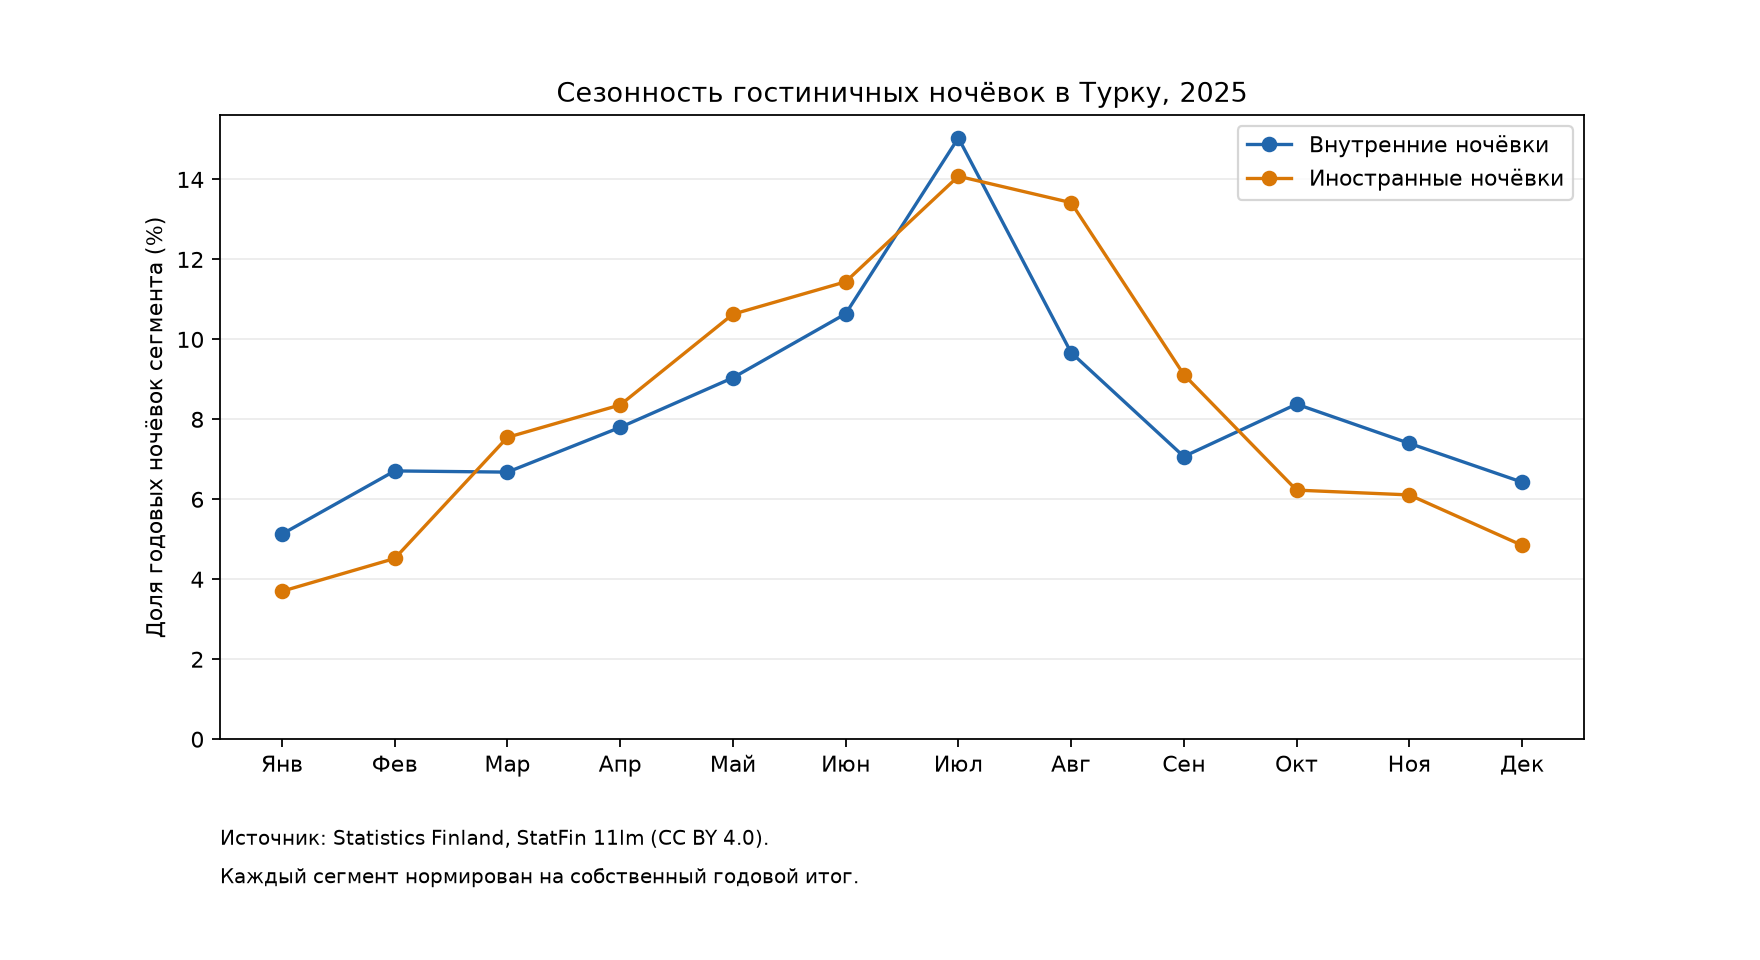 Сезонность гостиничных ночёвок в Турку, 2025
Внутренние ночёвки
Иностранные ночёвки
Доля годовых ночёвок сегмента (%)
14
12
10
8
6
4
2
0
Янв Фев Мар Апр Май Июн Июл Авг Сен Окт Ноя Дек
Источник: Statistics Finland, StatFin 11lm (CC BY 4.0).
Каждый сегмент нормирован на собственный годовой итог.